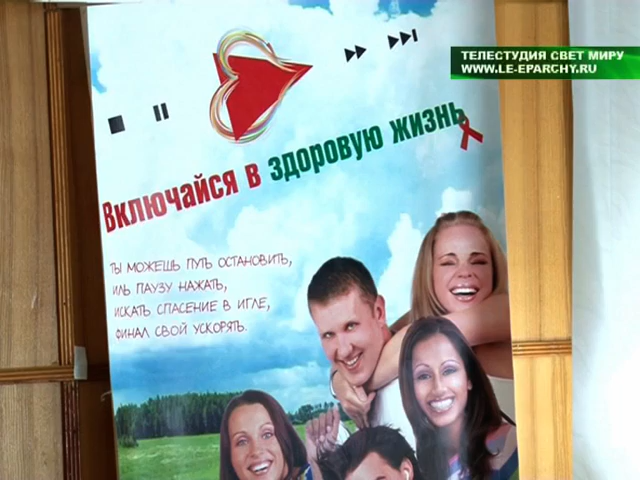 ТЕЛЕСТУДИЯ СВЕТ МИРУ
WWW.LE-EPARCHY.RU
Включайся в здоровую жизнь
ТЫ МОЖЕШЬ ПУТЬ ОСТАНОВИТЬ,
ИЛЬ ПАУЗУ НАЖАТЬ,
ИСКАТЬ СПАСЕНИЕ В ИГЛЕ,
ФИНАЛ СВОЙ УСКОРЯТЬ.